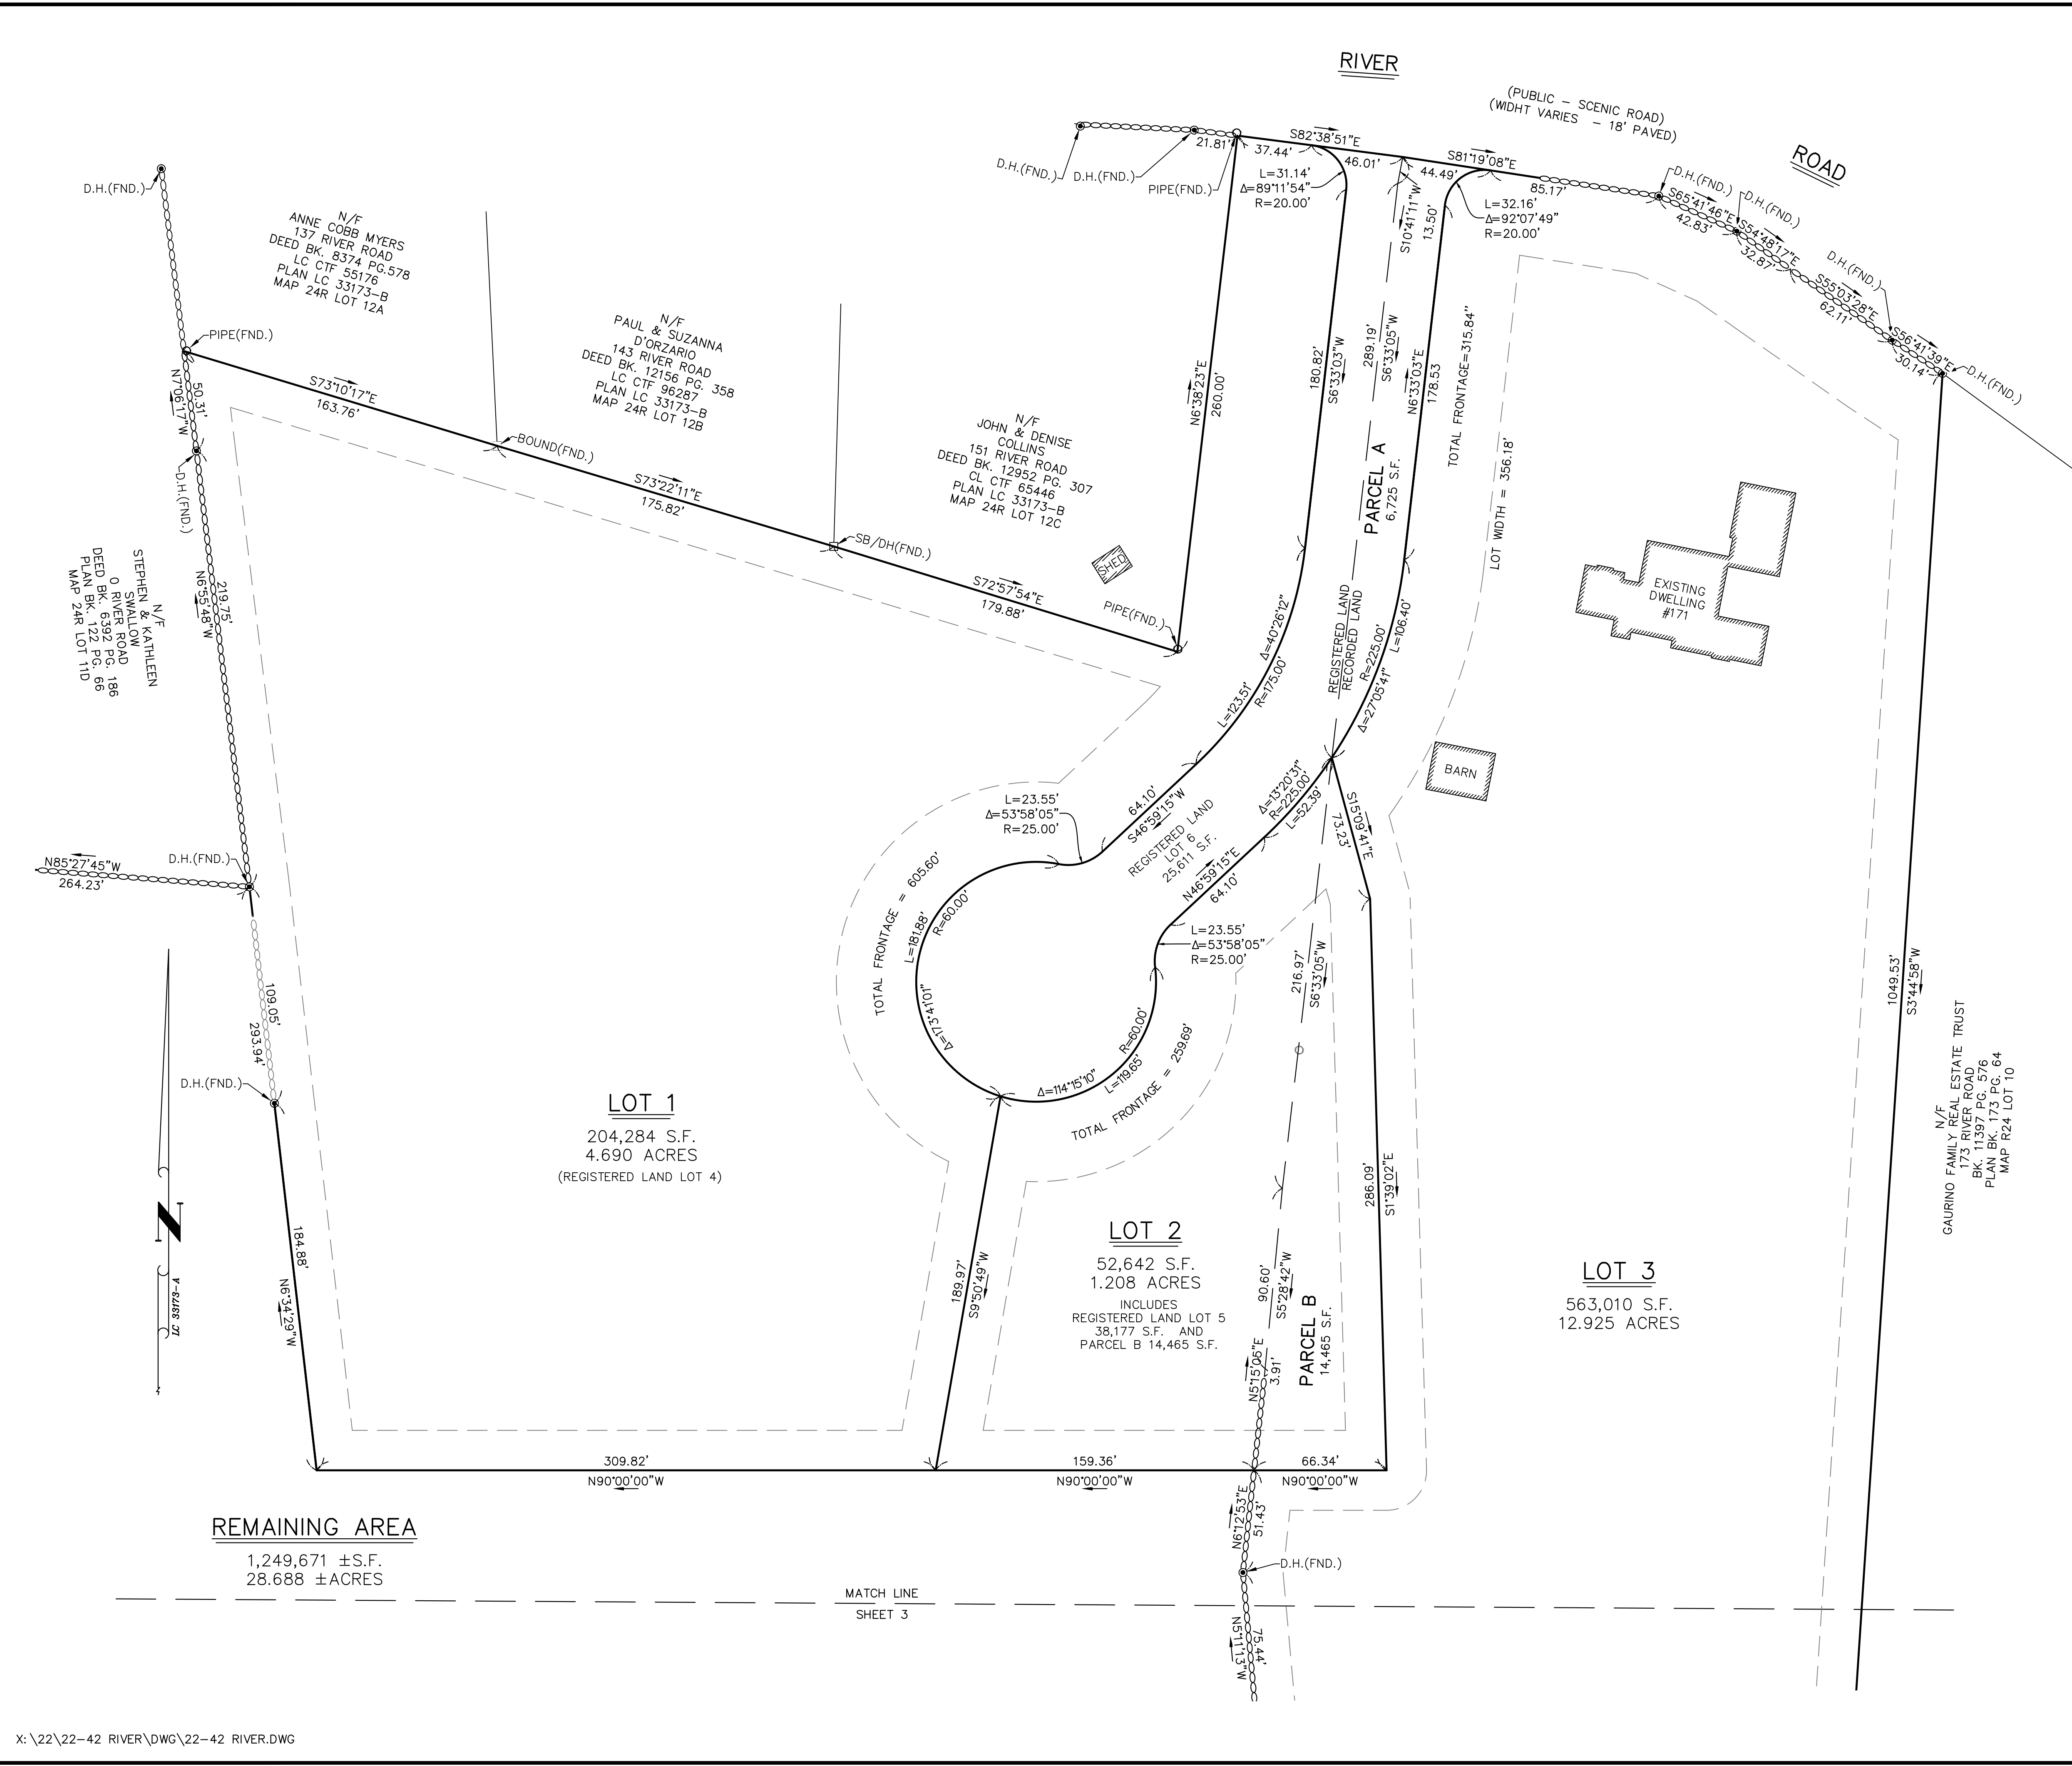 RIVER
(PUBLIC – SCENIC ROAD)
(WIDHT VARIES – 18' PAVED)
ROAD
D.H.(FND.)
D.H.(FND.)
21.81'
PIPE(FND.)
S82°38'51"E
37.44'
46.01'
L=31.14'
Δ=89°11'54"
R=20.00'
S81°19'08"E
44.49'
85.17'
L=32.16'
Δ=92°07'49"
R=20.00'
S10°41'11"W
13.50'
D.H.(FND.)
S65°41'46"E
42.83'
D.H.(FND.)
S54°48'17"E
32.87'
D.H.(FND.)
S55°03'28"E
62.11'
S56°41'39"E
30.14'
D.H.(FND.)
D.H.(FND.)
N/F
ANNE COBB MYERS
137 RIVER ROAD
DEED BK. 8374 PG.578
LC CTF 55176
PLAN LC 33173-B
MAP 24R LOT 12A
N/F
PAUL & SUZANNA
D'ORZARIO
143 RIVER ROAD
DEED BK. 12156 PG. 358
LC CTF 96287
PLAN LC 33173-B
MAP 24R LOT 12B
N/F
JOHN & DENISE
COLLINS
151 RIVER ROAD
DEED BK. 12952 PG. 307
CL CTF 65446
PLAN LC 33173-B
MAP 24R LOT 12C
PIPE(FND.)
50.31'
N7°06'17"W
D.H.(FND.)
S73°10'17"E
163.76'
BOUND(FND.)
S73°22'11"E
175.82'
SB/DH(FND.)
S72°57'54"E
179.88'
PIPE(FND.)
SHED
N6°38'23"E
260.00'
180.82'
S6°33'03"W
289.19'
S6°33'05"W
N6°33'03"E
178.53
TOTAL FRONTAGE=315.84"
LOT WIDTH = 356.18'
PARCEL A
6,725 S.F.
REGISTERED LAND
RECORDED LAND
EXISTING
DWELLING
#171
BARN
N/F
STEPHEN & KATHLEEN
SWALLOW
0 RIVER ROAD
DEED BK. 6392 PG. 186
PLAN BK. 122 PG. 66
MAP 24R LOT 11D
219.75'
N6°55'48"W
Δ=40°26'12"
L=123.51'
R=175.00'
L=106.40'
R=225.00'
Δ=27°05'41"
64.10'
S46°59'15"W
L=23.55'
Δ=53°58'05"
R=25.00'
REGISTERED LAND
LOT 6
25,611 S.F.
Δ=13°20'31"
R=225.00'
L=52.39'
S15°09'41"E
73.23'
N46°59'15"E
64.10'
L=23.55'
Δ=53°58'05"
R=25.00'
N85°27'45"W
264.23'
D.H.(FND.)
TOTAL FRONTAGE = 605.60'
L=181.88'
R=60.00'
Δ=173°41'01"
R=60.00'
Δ=114°15'10"
L=119.65'
TOTAL FRONTAGE = 259.69'
216.97'
S6°33'05"W
1049.53'
S3°44'58"W
109.05'
293.94'
D.H.(FND.)
N/F
GAURINO FAMILY REAL ESTATE TRUST
173 RIVER ROAD
BK. 11397 PG. 576
PLAN BK. 173 PG. 64
MAP R24 LOT 10
LOT 1
204,284 S.F.
4.690 ACRES
(REGISTERED LAND LOT 4)
N
LC 33173-A
184.88'
N6°34'29"W
189.97'
S9°50'49"W
LOT 2
52,642 S.F.
1.208 ACRES
INCLUDES
REGISTERED LAND LOT 5
38,177 S.F. AND
PARCEL B 14,465 S.F.
90.60'
S5°28'42"W
N5°15'05"E
3.91'
PARCEL B
14,465 S.F.
286.09'
S1°39'02"E
LOT 3
563,010 S.F.
12.925 ACRES
309.82'
N90°00'00"W
159.36'
N90°00'00"W
66.34'
N90°00'00"W
N6°12'53"E
51.43'
D.H.(FND.)
REMAINING AREA
1,249,671 ±S.F.
28.688 ±ACRES
MATCH LINE
SHEET 3
N5°11'13"W
75.44'
X:\22\22-42 RIVER\DWG\22-42 RIVER.DWG